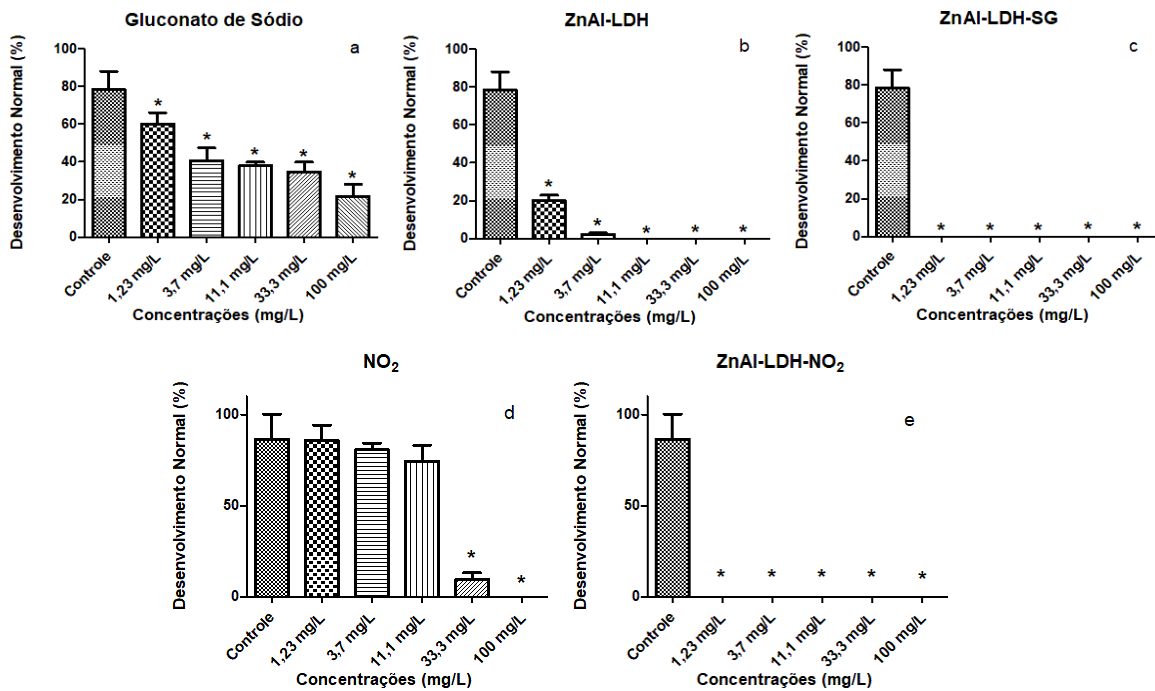 Gluconato de Sódio
a
Desenvolvimento Normal (%)
100
80
60
40
20
0
*
*
*
*
*
Controle
1,23 mg/L
3,7 mg/L
11,1 mg/L
33,3 mg/L
100 mg/L
Concentrações (mg/L)
ZnAl-LDH
b
Desenvolvimento Normal (%)
100
80
60
40
20
0
*
*
*
*
*
Controle
1,23 mg/L
3,7 mg/L
11,1 mg/L
33,3 mg/L
100 mg/L
Concentrações (mg/L)
ZnAl-LDH-SG
c
Desenvolvimento Normal (%)
100
80
60
40
20
0
*
*
*
*
*
Controle
1,23 mg/L
3,7 mg/L
11,1 mg/L
33,3 mg/L
100 mg/L
Concentrações (mg/L)
NO₂
d
Desenvolvimento Normal (%)
100
50
0
*
*
Controle
1,23 mg/L
3,7 mg/L
11,1 mg/L
33,3 mg/L
100 mg/L
Concentrações (mg/L)
ZnAl-LDH-NO₂
e
Desenvolvimento Normal (%)
100
50
0
*
*
*
*
*
Controle
1,23 mg/L
3,7 mg/L
11,1 mg/L
33,3 mg/L
100 mg/L
Concentrações (mg/L)